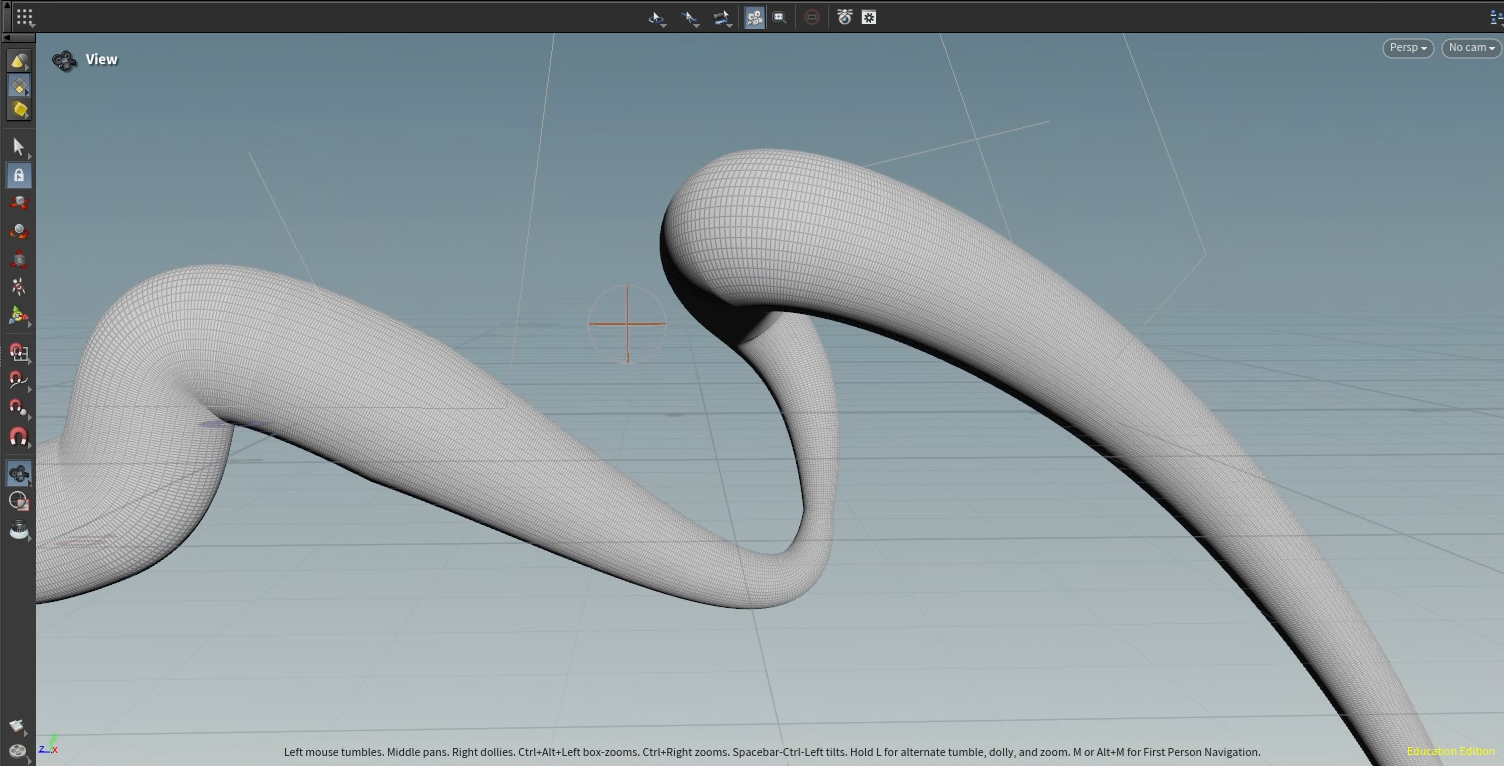 View
Persp
No cam
z x
Left mouse tumbles. Middle pans. Right dollies. Ctrl+Alt+Left box-zooms. Ctrl+Right zooms. Spacebar-Ctrl-Left tilts. Hold L for alternate tumble, dolly, and zoom. M or Alt+M for First Person Navigation.
Education Edition